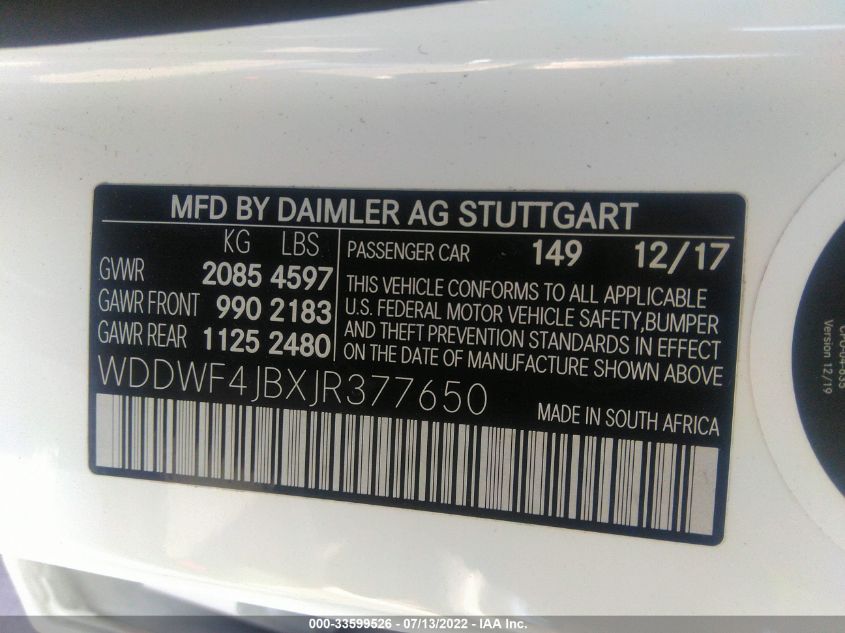 MFD BY DAIMLER AG STUTTGART
KG LBS
GVWR 2085 4597
GAWR FRONT 990 2183
GAWR REAR 1125 2480
PASSENGER CAR 149 12/17
THIS VEHICLE CONFORMS TO ALL APPLICABLE
U.S. FEDERAL MOTOR VEHICLE SAFETY,BUMPER
AND THEFT PREVENTION STANDARDS IN EFFECT
ON THE DATE OF MANUFACTURE SHOWN ABOVE
WDDWF4JBXJR377650
MADE IN SOUTH AFRICA
CPO-04-835
Version 12/19
000-33599526 - 07/13/2022 - IAA Inc.